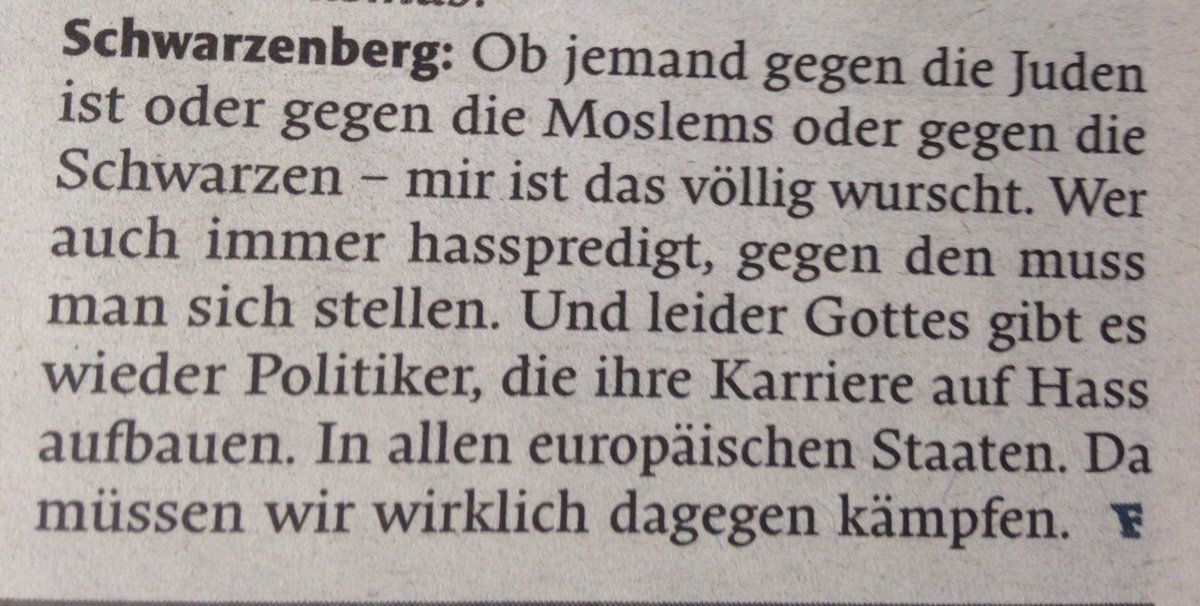 Schwarzenberg: Ob jemand gegen die Juden
ist oder gegen die Moslems oder gegen die
Schwarzen – mir ist das völlig wurscht. Wer
auch immer hasspredigt, gegen den muss
man sich stellen. Und leider Gottes gibt es
wieder Politiker, die ihre Karriere auf Hass
aufbauen. In allen europäischen Staaten. Da
müssen wir wirklich dagegen kämpfen. F